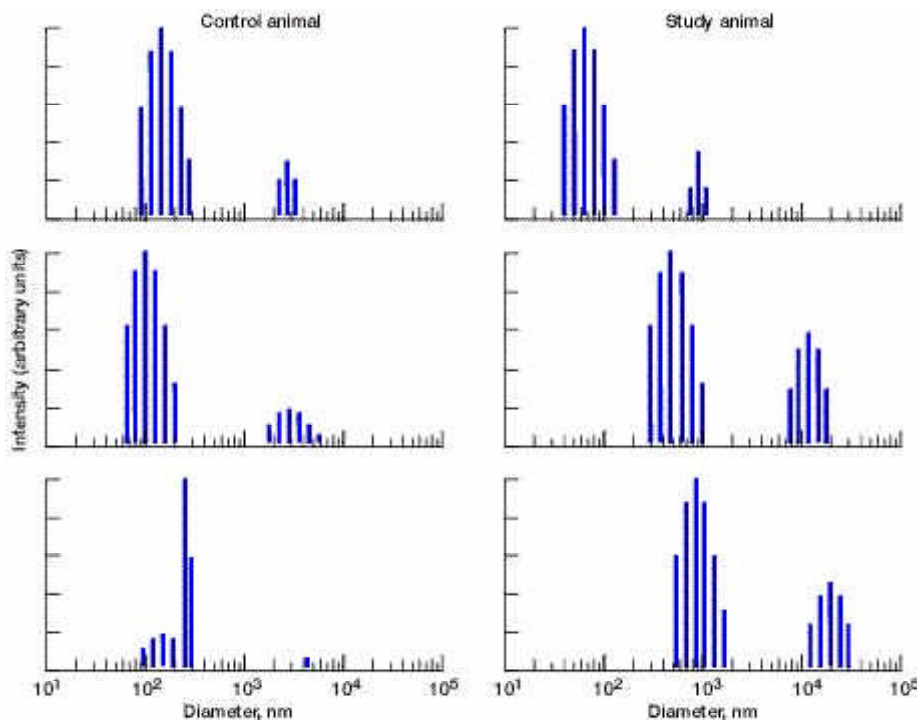 Control animal
Study animal
Intensity (arbitrary units)
10¹ 10² 10³ 10⁴ 10⁵
10¹ 10² 10³ 10⁴ 10⁵
Diameter, nm
Diameter, nm